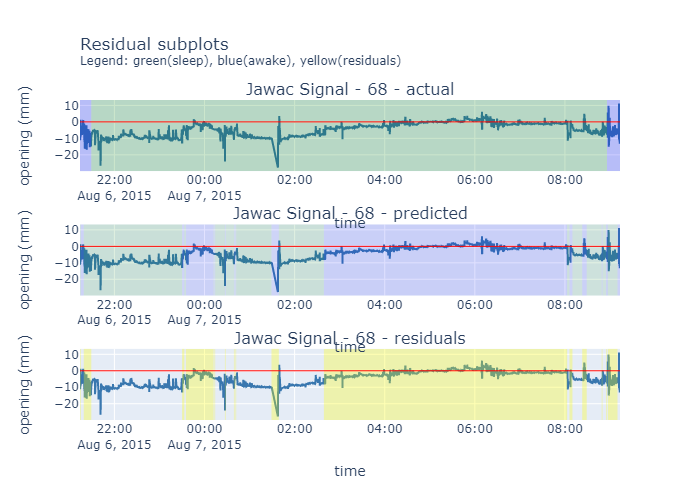 Residual subplots
Legend: green(sleep), blue(awake), yellow(residuals)
Jawac Signal - 68 - actual
opening (mm)
10
0
−10
−20
22:00 00:00 02:00 04:00 06:00 08:00
Aug 6, 2015 Aug 7, 2015
Jawac Signal - 68 - predicted
time
opening (mm)
10
0
−10
−20
22:00 00:00 02:00 04:00 06:00 08:00
Aug 6, 2015 Aug 7, 2015
Jawac Signal - 68 - residuals
time
opening (mm)
10
0
−10
−20
22:00 00:00 02:00 04:00 06:00 08:00
Aug 6, 2015 Aug 7, 2015
time